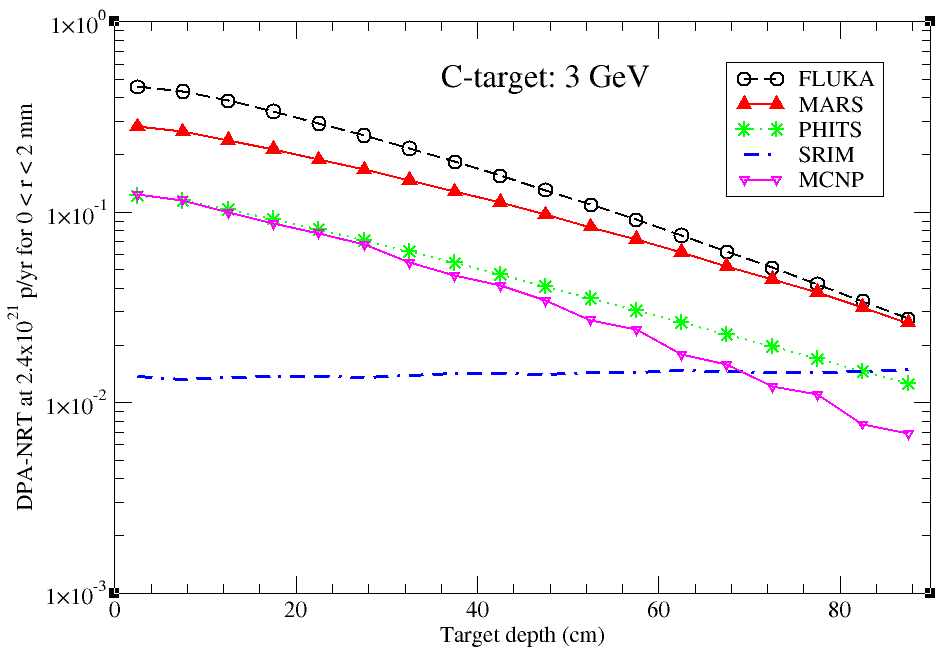 C-target: 3 GeV
FLUKA
MARS
PHITS
SRIM
MCNP
DPA-NRT at 2.4x10^21 p/yr for 0 < r < 2 mm
1×10^0
1×10^-1
1×10^-2
1×10^-3
0 20 40 60 80
Target depth (cm)